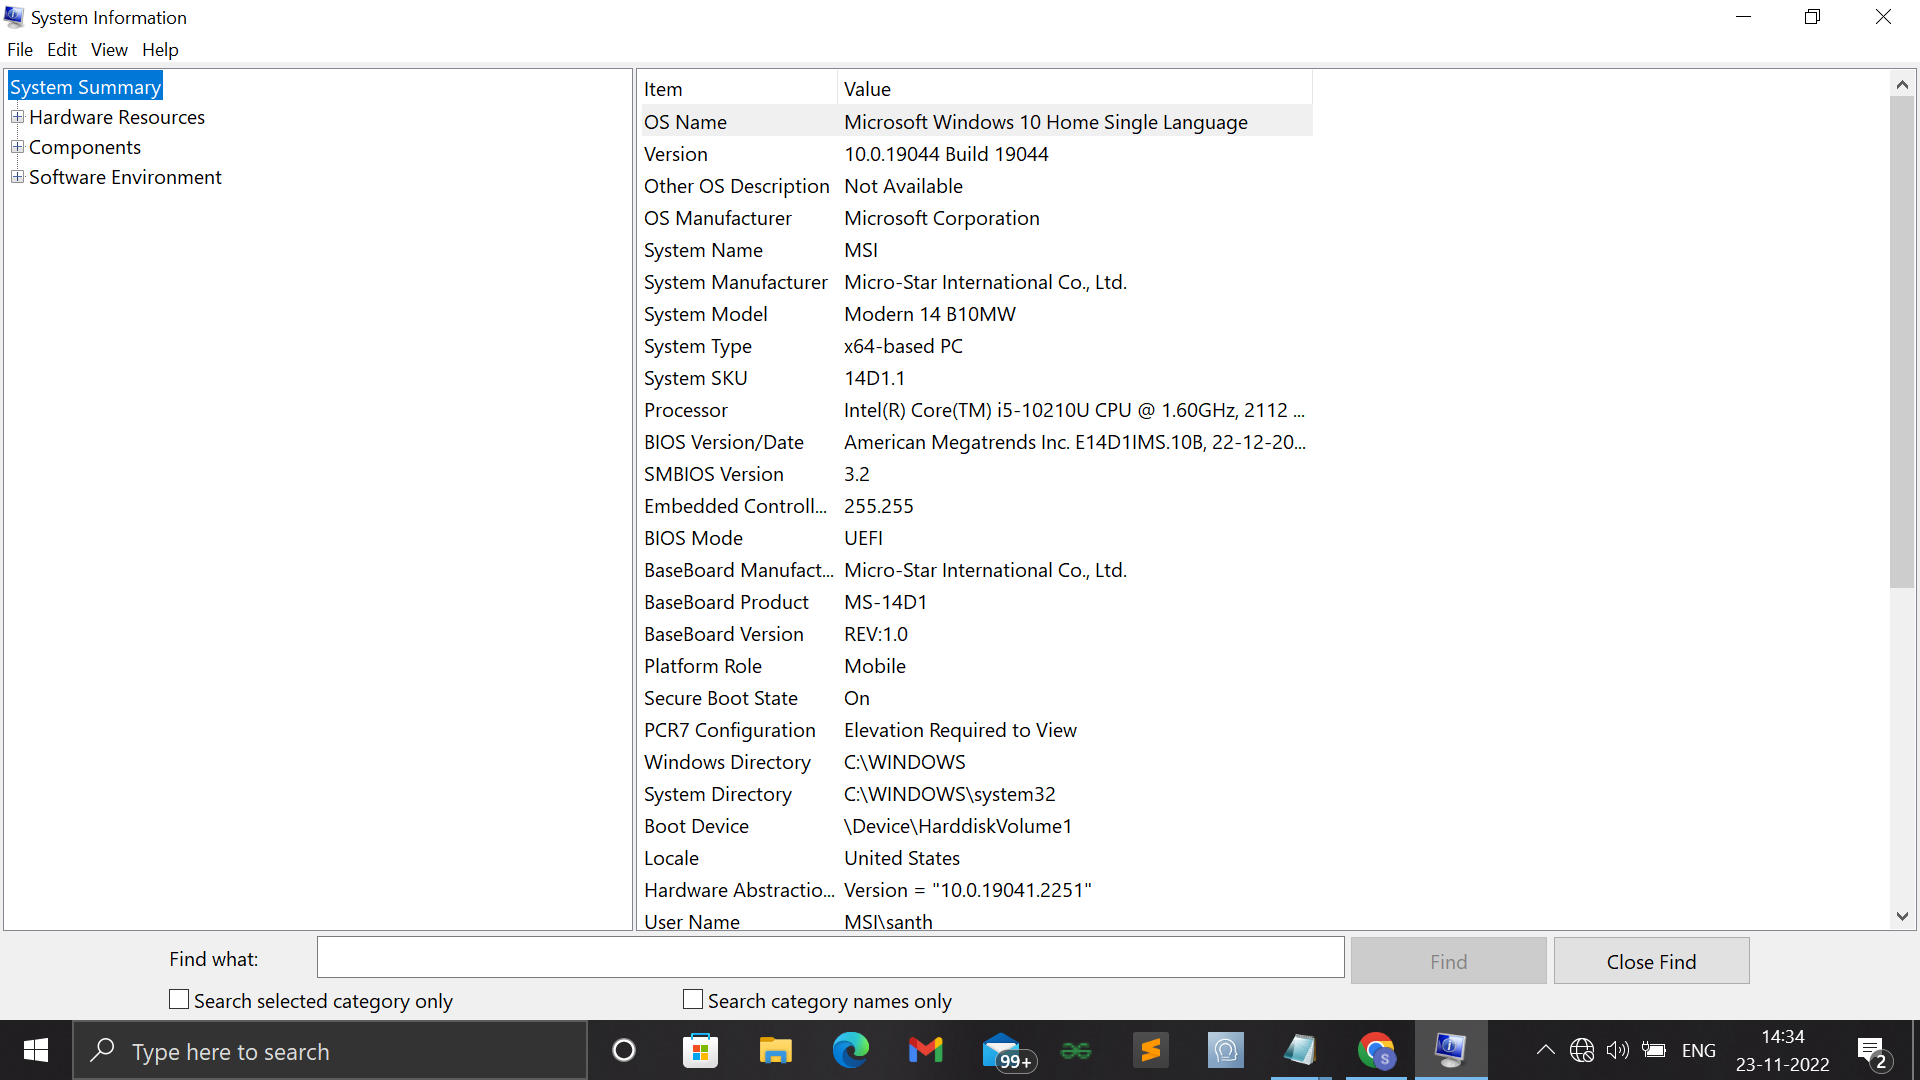 System Information
File Edit View Help
System Summary
Hardware Resources
Components
Software Environment
Item Value
OS Name Microsoft Windows 10 Home Single Language
Version 10.0.19044 Build 19044
Other OS Description Not Available
OS Manufacturer Microsoft Corporation
System Name MSI
System Manufacturer Micro-Star International Co., Ltd.
System Model Modern 14 B10MW
System Type x64-based PC
System SKU 14D1.1
Processor Intel(R) Core(TM) i5-10210U CPU @ 1.60GHz, 2112 ...
BIOS Version/Date American Megatrends Inc. E14D1IMS.10B, 22-12-20...
SMBIOS Version 3.2
Embedded Controll... 255.255
BIOS Mode UEFI
BaseBoard Manufact... Micro-Star International Co., Ltd.
BaseBoard Product MS-14D1
BaseBoard Version REV:1.0
Platform Role Mobile
Secure Boot State On
PCR7 Configuration Elevation Required to View
Windows Directory C:\WINDOWS
System Directory C:\WINDOWS\system32
Boot Device \Device\HarddiskVolume1
Locale United States
Hardware Abstractio... Version = "10.0.19041.2251"
User Name MSI\santh
Find what: Find Close Find
Search selected category only Search category names only
Type here to search 99+ S ENG 14:34
23-11-2022 2